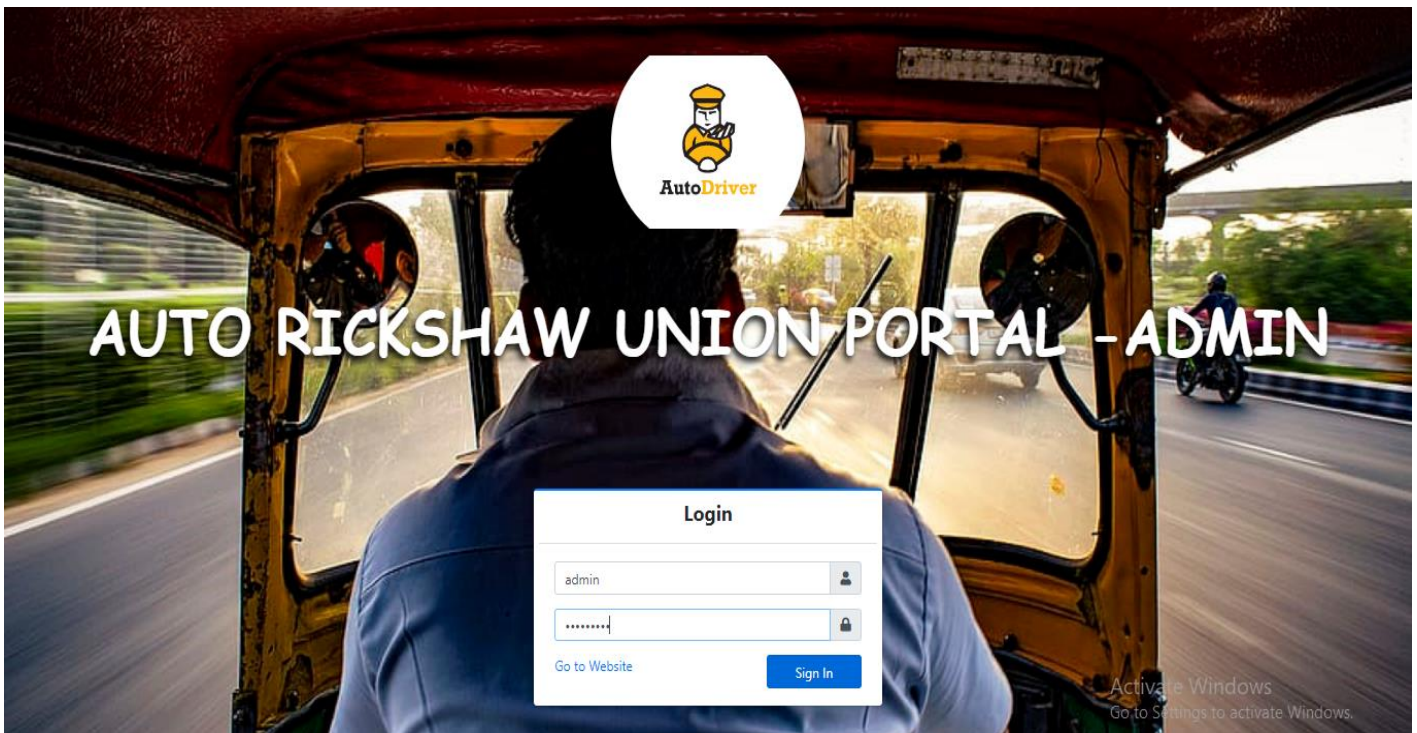 AutoDriver
AUTO RICKSHAW UNION PORTAL -ADMIN
Login
admin
•••••••••
Go to Website
Sign In
Activate Windows
Go to Settings to activate Windows.